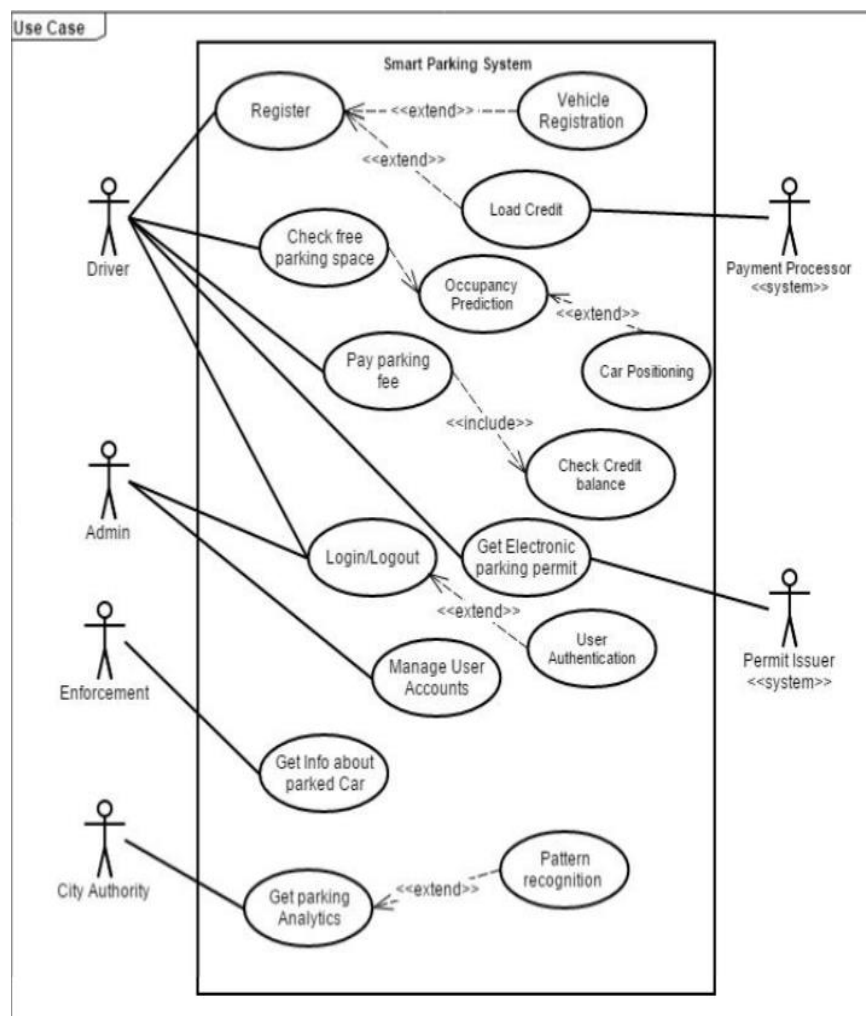 Use Case
Smart Parking System
Register
<<extend>>
Vehicle
Registration
<<extend>>
Load Credit
Driver
Check free
parking space
Payment Processor
<<system>>
Occupancy
Prediction
<<extend>>
Pay parking
fee
Car Positioning
<<include>>
Check Credit
balance
Admin
Login/Logout
Get Electronic
parking permit
<<extend>>
User
Authentication
Permit Issuer
<<system>>
Enforcement
Manage User
Accounts
Get Info about
parked Car
City Authority
Get parking
Analytics
<<extend>>
Pattern
recognition